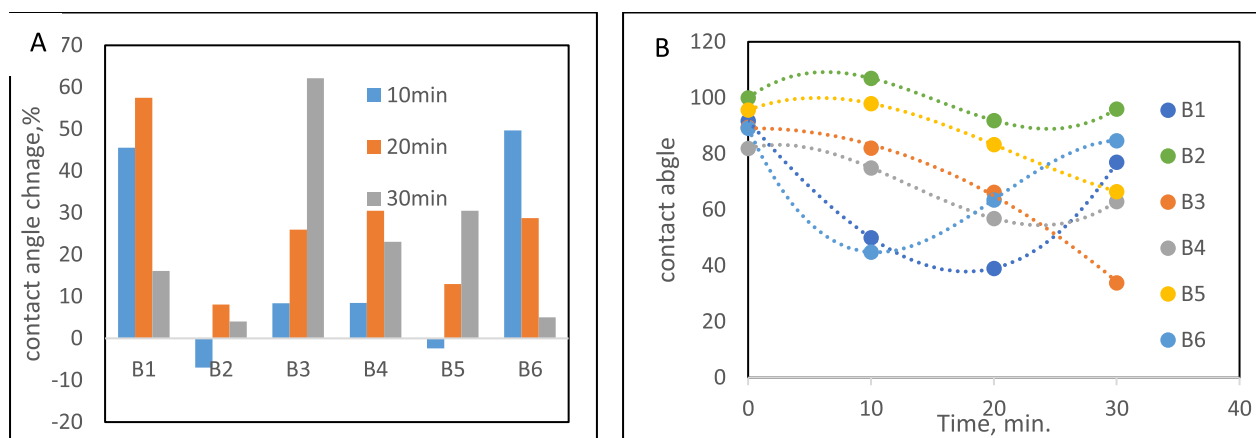 A
contact angle chnage,%
70
60
50
40
30
20
10
0
-10
-20
10min
20min
30min
B1 B2 B3 B4 B5 B6
B
contact abgle
120
100
80
60
40
20
0
0 10 20 30 40
Time, min.
B1
B2
B3
B4
B5
B6